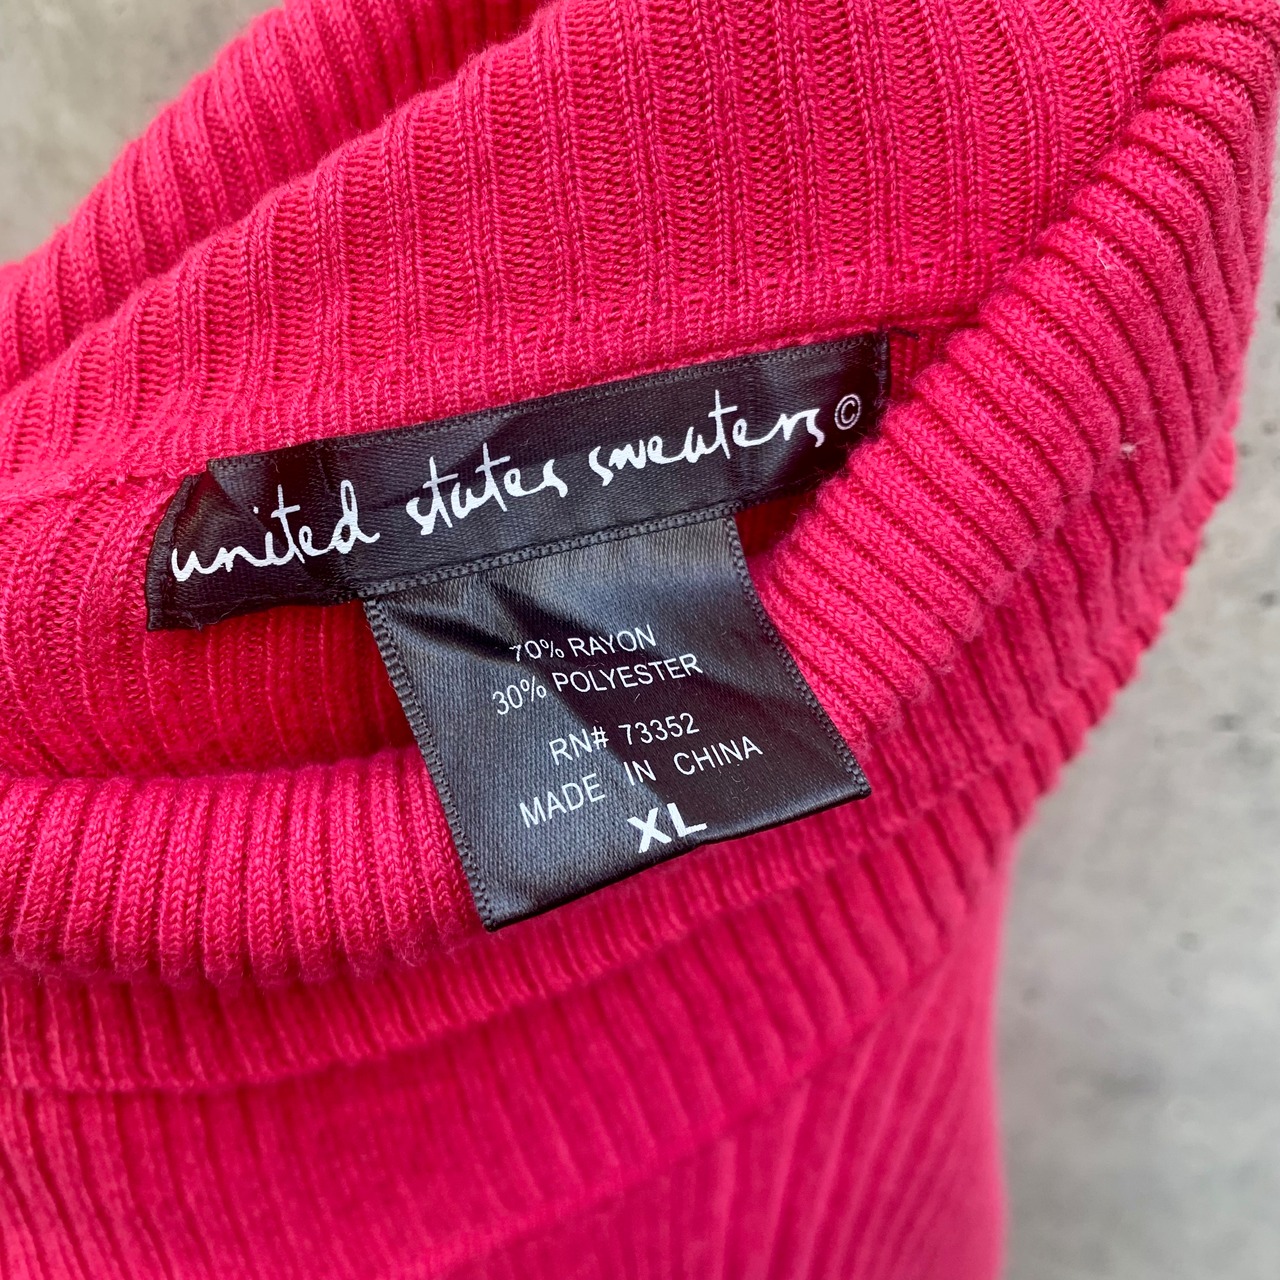 united states sweaters ©
70% RAYON
30% POLYESTER
RN# 73352
MADE IN CHINA
XL